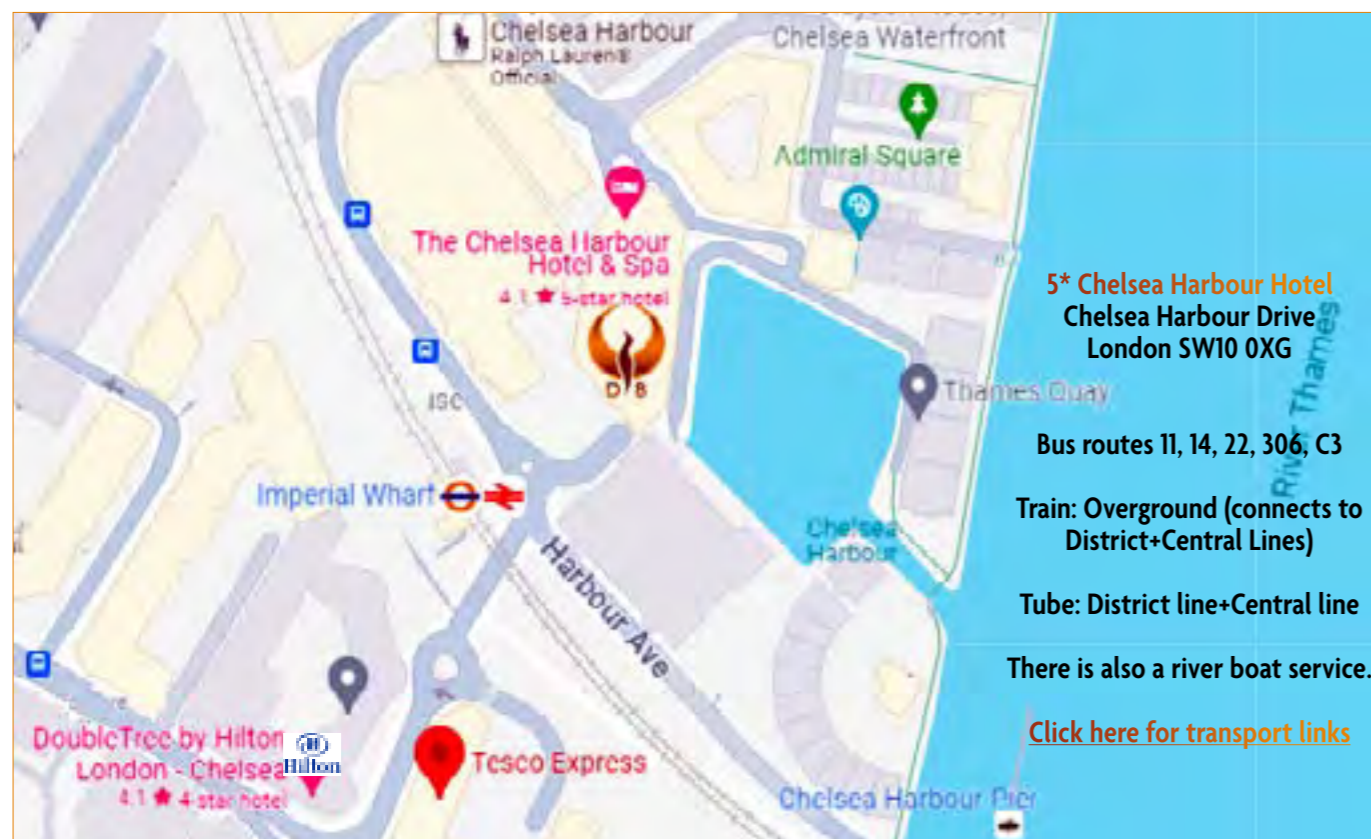 Chelsea Harbour
Ralph Lauren®
Official
Chelsea Waterfront
Admiral Square
The Chelsea Harbour
Hotel & Spa
4.1 ★ 5-star hotel
D B
5* Chelsea Harbour Hotel
Chelsea Harbour Drive
London SW10 0XG
Thames Quay
River Thames
Bus routes 11, 14, 22, 306, C3
Imperial Wharf
Train: Overground (connects to
District+Central Lines)
Chelsea
Harbour
Harbour Ave
Tube: District line+Central line
There is also a river boat service.
Click here for transport links
DoubleTree by Hilton
London - Chelsea
4.1 ★ 4-star hotel
Hilton
Tesco Express
Chelsea Harbour Pier